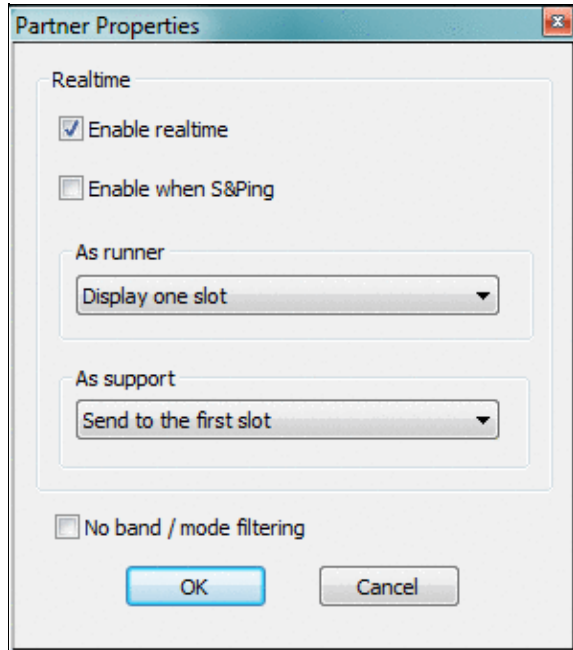 Partner Properties
Realtime
Enable realtime
Enable when S&Ping
As runner
Display one slot
As support
Send to the first slot
No band / mode filtering
OK
Cancel